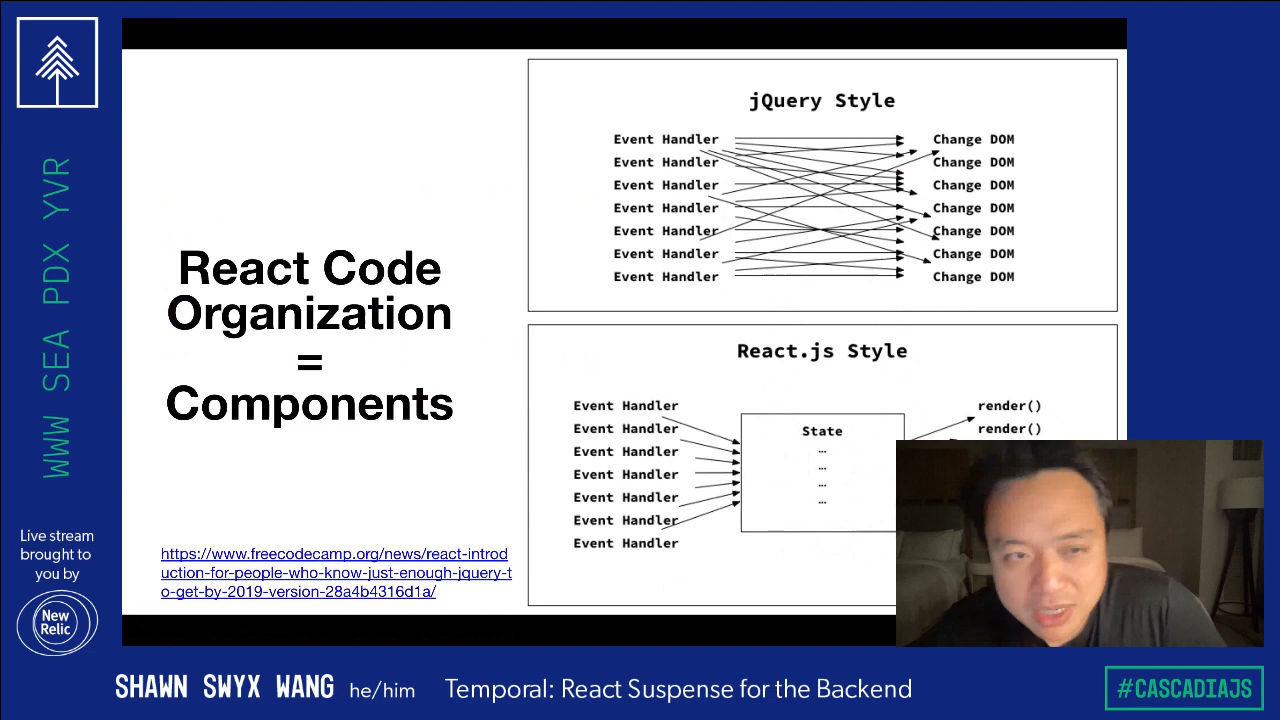 WWW SEA PDX YVR
Live stream
brought to
you by
New
Relic
React Code
Organization
=
Components
https://www.freecodecamp.org/news/react-introd
uction-for-people-who-know-just-enough-jquery-t
o-get-by-2019-version-28a4b4316d1a/
jQuery Style
Event Handler Change DOM
Event Handler Change DOM
Event Handler Change DOM
Event Handler Change DOM
Event Handler Change DOM
Event Handler Change DOM
Event Handler Change DOM
React.js Style
Event Handler render()
Event Handler State render()
Event Handler …
Event Handler …
Event Handler …
Event Handler …
Event Handler
SHAWN SWYX WANG he/him Temporal: React Suspense for the Backend
#CASCADIAJS